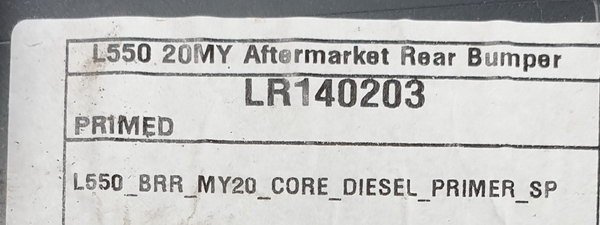 L550 20MY Aftermarket Rear Bumper
LR140203
PRIMED
L550_BRR_MY20_CORE_DIESEL_PRIMER_SP